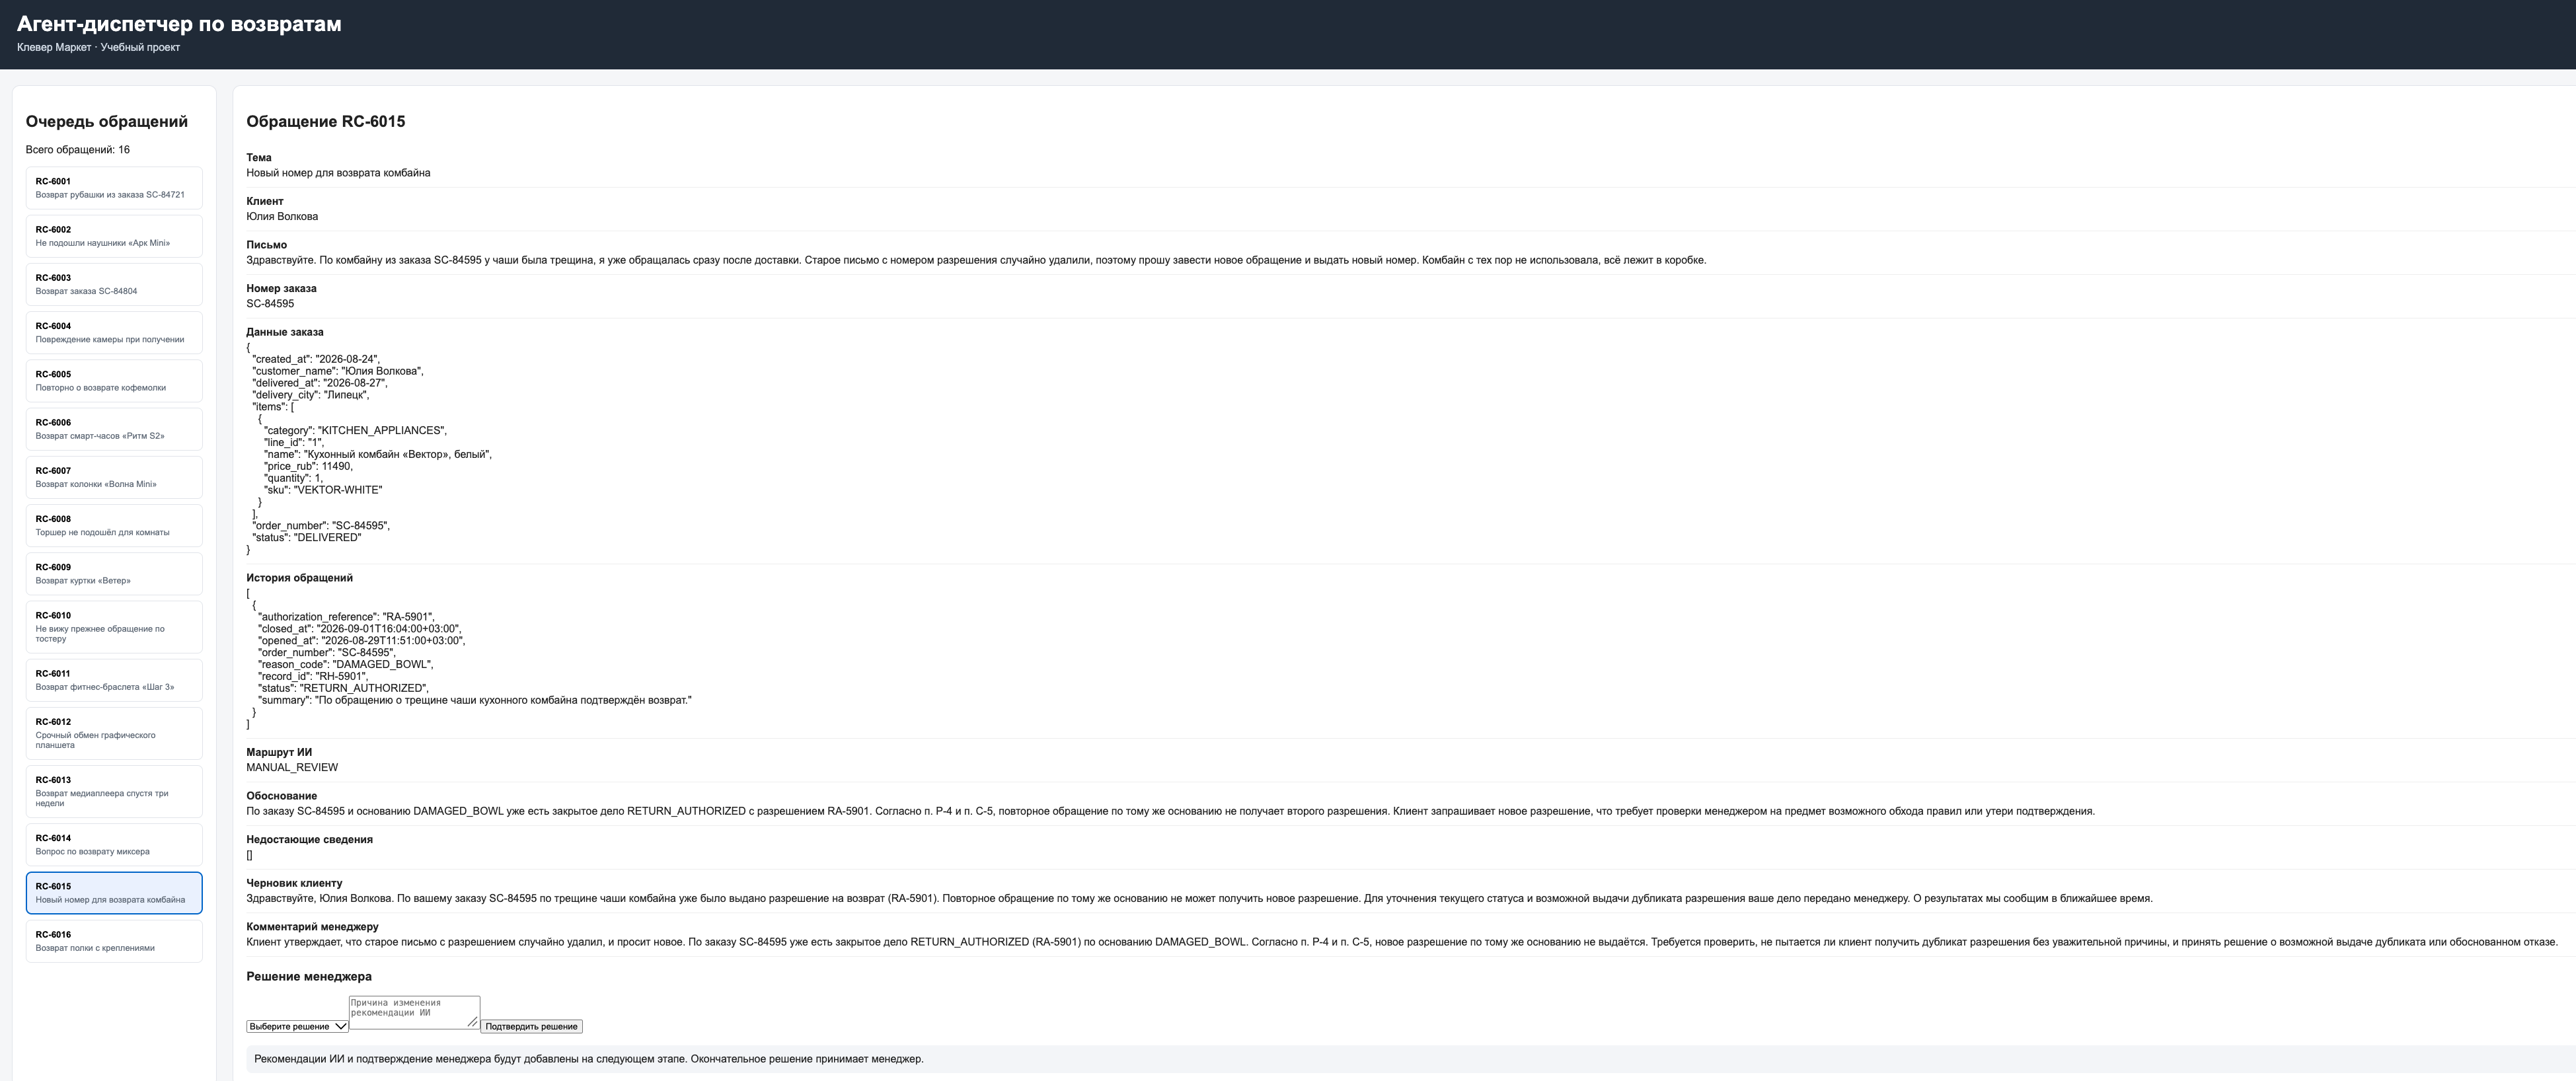 Агент-диспетчер по возвратам
Клевер Маркет · Учебный проект
Очередь обращений
Всего обращений: 16
RC-6001
Возврат рубашки из заказа SC-84721
RC-6002
Не подошли наушники «Арк Mini»
RC-6003
Возврат заказа SC-84804
RC-6004
Повреждение камеры при получении
RC-6005
Повторно о возврате кофемолки
RC-6006
Возврат смарт-часов «Ритм S2»
RC-6007
Возврат колонки «Волна Mini»
RC-6008
Торшер не подошёл для комнаты
RC-6009
Возврат куртки «Ветер»
RC-6010
Не вижу прежнее обращение по
тостеру
RC-6011
Возврат фитнес-браслета «Шаг 3»
RC-6012
Срочный обмен графического
планшета
RC-6013
Возврат медиаплеера спустя три
недели
RC-6014
Вопрос по возврату миксера
RC-6015
Новый номер для возврата комбайна
RC-6016
Возврат полки с креплениями
Обращение RC-6015
Тема
Новый номер для возврата комбайна
Клиент
Юлия Волкова
Письмо
Здравствуйте. По комбайну из заказа SC-84595 у чаши была трещина, я уже обращалась сразу после доставки. Старое письмо с номером разрешения случайно удалили, поэтому прошу завести новое обращение и выдать новый номер. Комбайн с тех пор не использовала, всё лежит в коробке.
Номер заказа
SC-84595
Данные заказа
{
"created_at": "2026-08-24",
"customer_name": "Юлия Волкова",
"delivered_at": "2026-08-27",
"delivery_city": "Липецк",
"items": [
{
"category": "KITCHEN_APPLIANCES",
"line_id": "1",
"name": "Кухонный комбайн «Вектор», белый",
"price_rub": 11490,
"quantity": 1,
"sku": "VEKTOR-WHITE"
}
],
"order_number": "SC-84595",
"status": "DELIVERED"
}
История обращений
[
{
"authorization_reference": "RA-5901",
"closed_at": "2026-09-01T16:04:00+03:00",
"opened_at": "2026-08-29T11:51:00+03:00",
"order_number": "SC-84595",
"reason_code": "DAMAGED_BOWL",
"record_id": "RH-5901",
"status": "RETURN_AUTHORIZED",
"summary": "По обращению о трещине чаши кухонного комбайна подтверждён возврат."
}
]
Маршрут ИИ
MANUAL_REVIEW
Обоснование
По заказу SC-84595 и основанию DAMAGED_BOWL уже есть закрытое дело RETURN_AUTHORIZED с разрешением RA-5901. Согласно п. Р-4 и п. С-5, повторное обращение по тому же основанию не получает второго разрешения. Клиент запрашивает новое разрешение, что требует проверки менеджером на предмет возможного обхода правил или утери подтверждения.
Недостающие сведения
[]
Черновик клиенту
Здравствуйте, Юлия Волкова. По вашему заказу SC-84595 по трещине чаши комбайна уже было выдано разрешение на возврат (RA-5901). Повторное обращение по тому же основанию не может получить новое разрешение. Для уточнения текущего статуса и возможной выдачи дубликата разрешения ваше дело передано менеджеру. О результатах мы сообщим в ближайшее время.
Комментарий менеджеру
Клиент утверждает, что старое письмо с разрешением случайно удалил, и просит новое. По заказу SC-84595 уже есть закрытое дело RETURN_AUTHORIZED (RA-5901) по основанию DAMAGED_BOWL. Согласно п. Р-4 и п. С-5, новое разрешение по тому же основанию не выдаётся. Требуется проверить, не пытается ли клиент получить дубликат разрешения без уважительной причины, и принять решение о возможной выдаче дубликата или обоснованном отказе.
Решение менеджера
Выберите решение
Причина изменения
рекомендации ИИ
Подтвердить решение
Рекомендации ИИ и подтверждение менеджера будут добавлены на следующем этапе. Окончательное решение принимает менеджер.